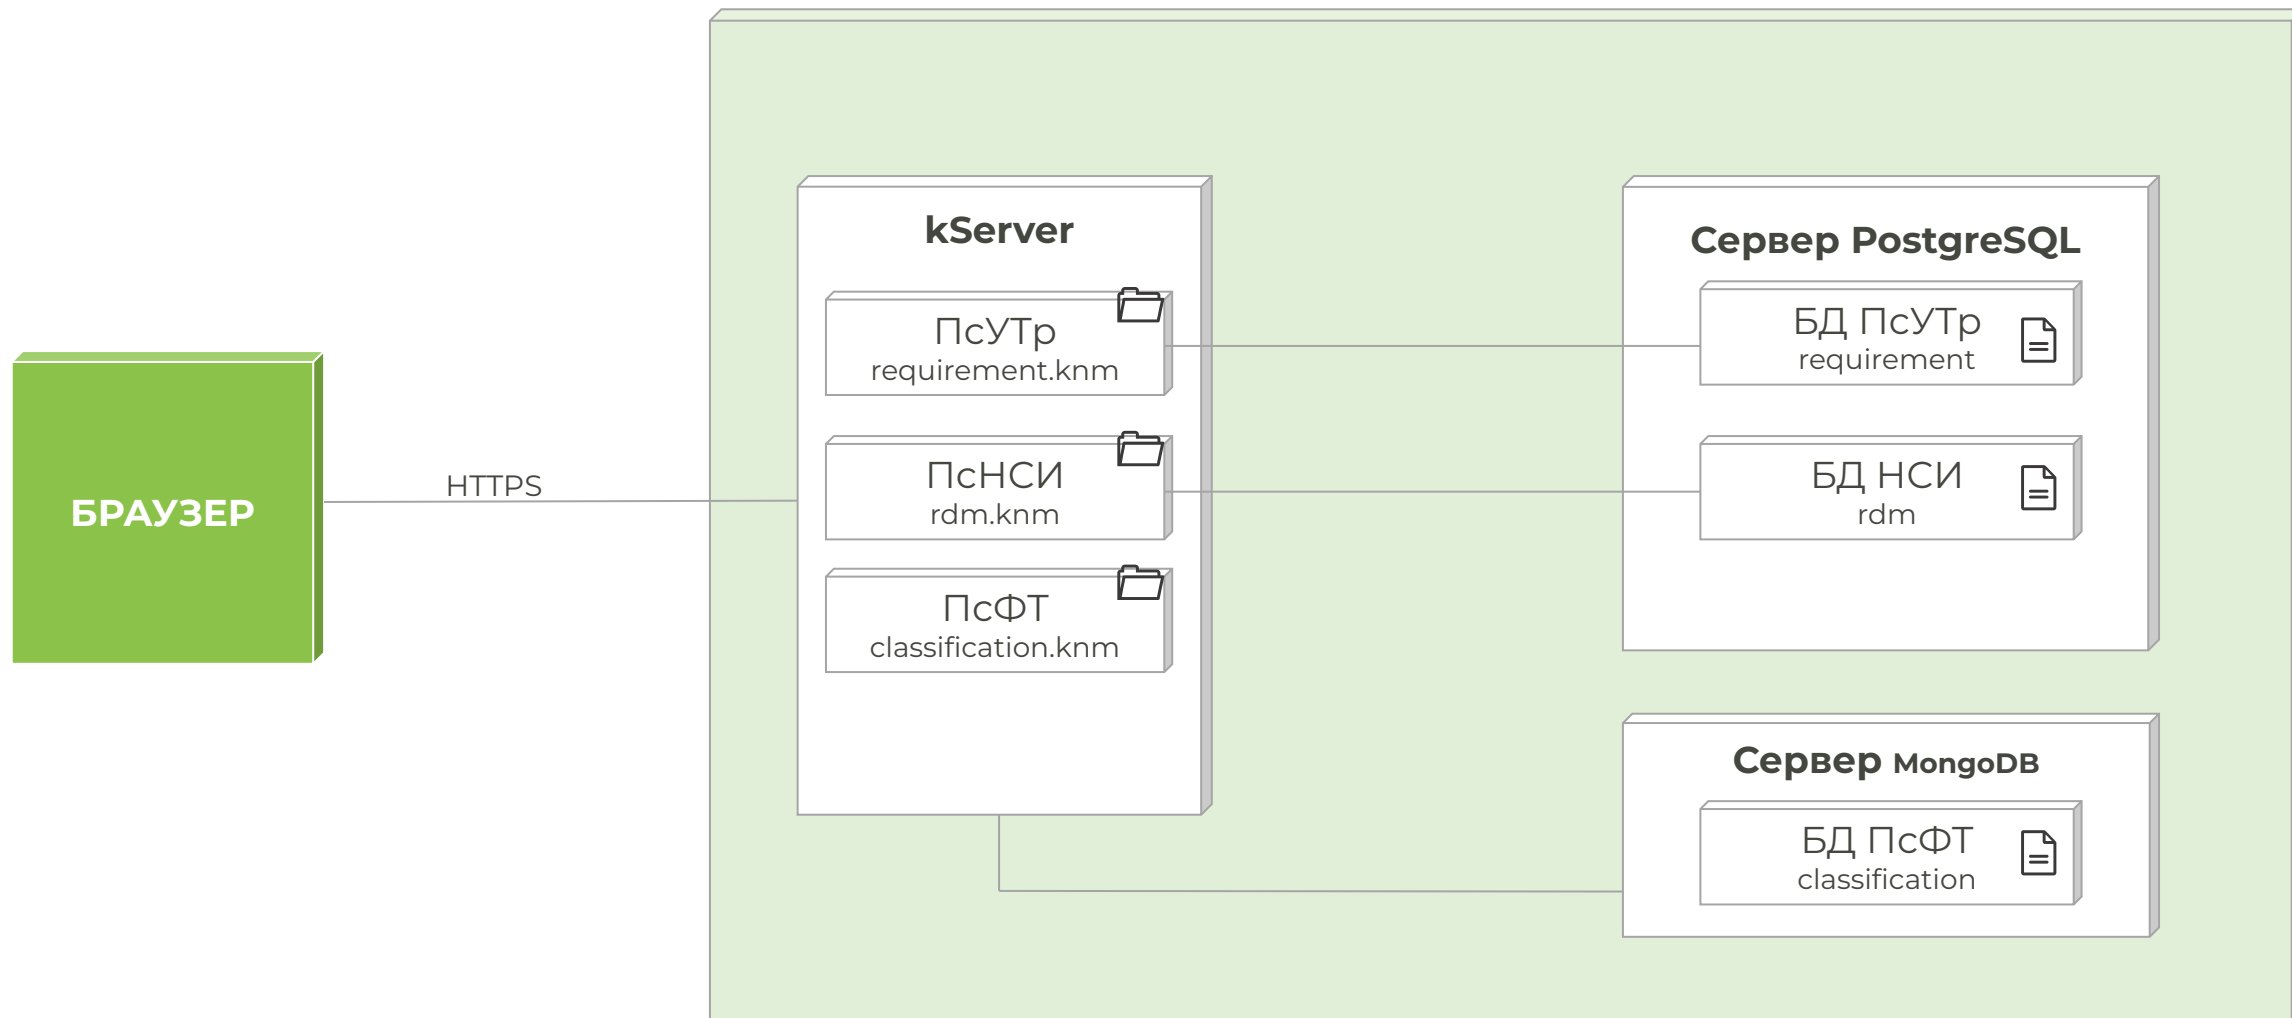 kServer
ПсУТр
requirement.knm
ПсНСИ
rdm.knm
ПсФТ
classification.knm
Сервер PostgreSQL
БД ПсУТр
requirement
БД НСИ
rdm
БРАУЗЕР
HTTPS
Сервер MongoDB
БД ПсФТ
classification